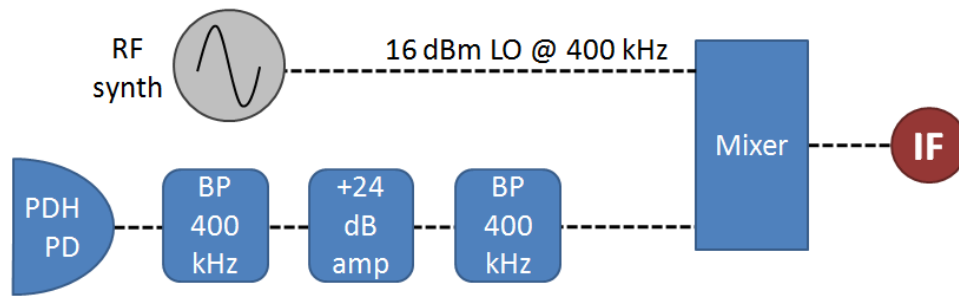 RF
synth
16 dBm LO @ 400 kHz
Mixer
IF
PDH
PD
BP
400
kHz
+24
dB
amp
BP
400
kHz